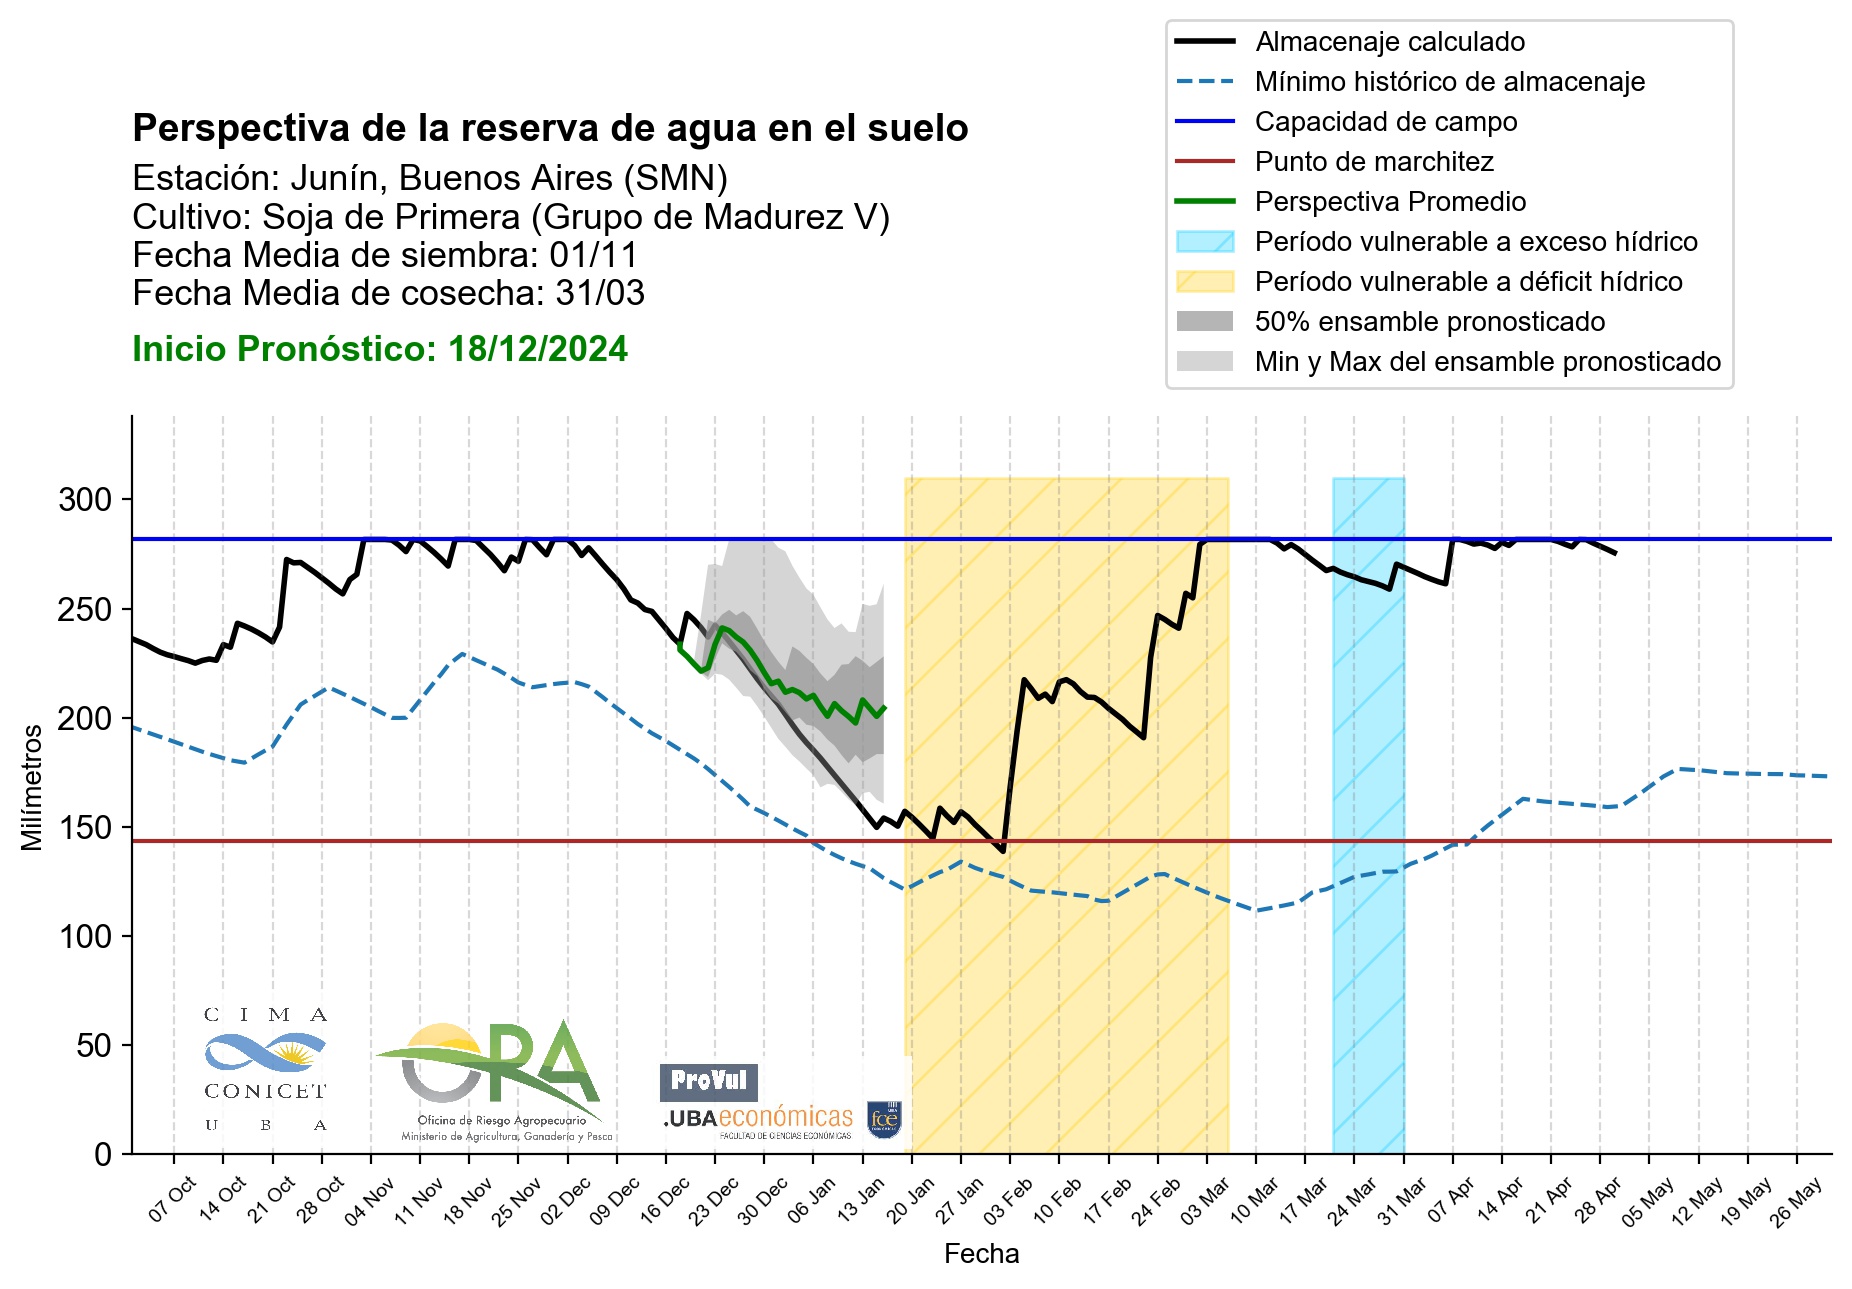 Almacenaje calculado
Mínimo histórico de almacenaje
Capacidad de campo
Punto de marchitez
Perspectiva Promedio
Período vulnerable a exceso hídrico
Período vulnerable a déficit hídrico
50% ensamble pronosticado
Min y Max del ensamble pronosticado
Perspectiva de la reserva de agua en el suelo
Estación: Junín, Buenos Aires (SMN)
Cultivo: Soja de Primera (Grupo de Madurez V)
Fecha Media de siembra: 01/11
Fecha Media de cosecha: 31/03
Inicio Pronóstico: 18/12/2024
Milímetros
300
250
200
150
100
50
0
CIMA
CONICET
UBA
ORA
Oficina de Riesgo Agropecuario
Ministerio de Agricultura, Ganadería y Pesca
ProVul
.UBAeconómicas
FACULTAD DE CIENCIAS ECONÓMICAS
UBA
fce
ECONÓMICAS
07 Oct
14 Oct
21 Oct
28 Oct
04 Nov
11 Nov
18 Nov
25 Nov
02 Dec
09 Dec
16 Dec
23 Dec
30 Dec
06 Jan
13 Jan
20 Jan
27 Jan
03 Feb
10 Feb
17 Feb
24 Feb
03 Mar
10 Mar
17 Mar
24 Mar
31 Mar
07 Apr
14 Apr
21 Apr
28 Apr
05 May
12 May
19 May
26 May
Fecha